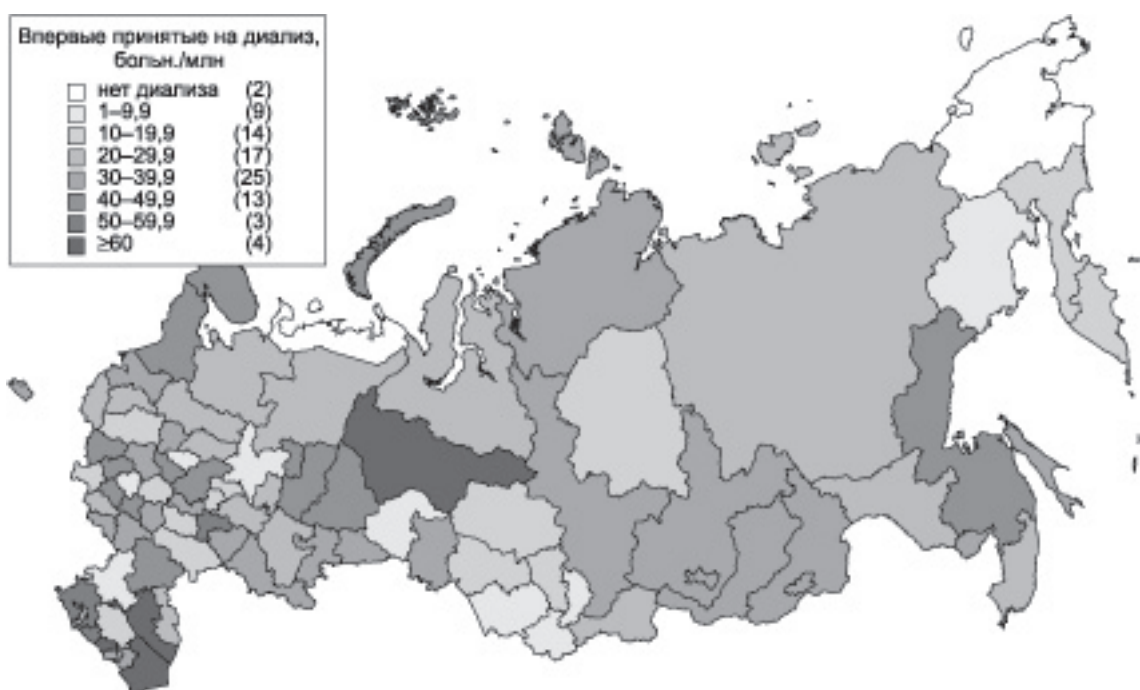 Впервые принятые на диализ,
больн./млн
нет диализа (2)
1–9,9 (9)
10–19,9 (14)
20–29,9 (17)
30–39,9 (25)
40–49,9 (13)
50–59,9 (3)
≥60 (4)